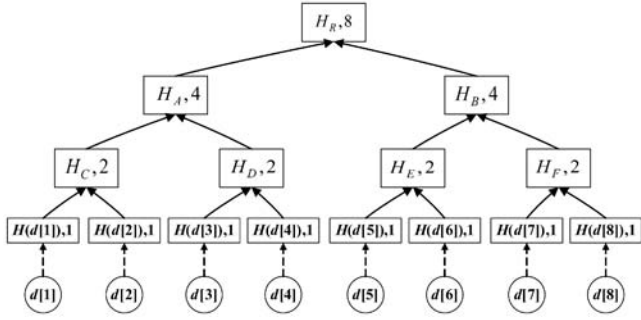 H_R, 8
H_A, 4 H_B, 4
H_C, 2 H_D, 2 H_E, 2 H_F, 2
H(d[1]),1 H(d[2]),1 H(d[3]),1 H(d[4]),1 H(d[5]),1 H(d[6]),1 H(d[7]),1 H(d[8]),1
d[1] d[2] d[3] d[4] d[5] d[6] d[7] d[8]